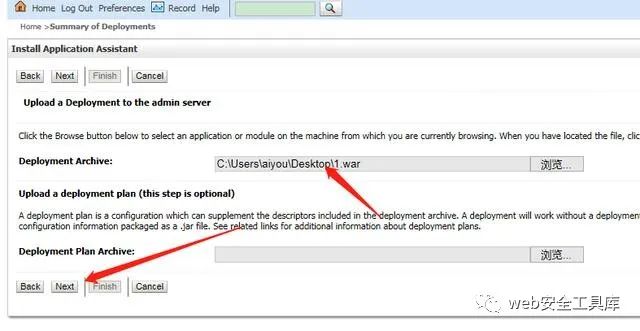 Home Log Out Preferences Record Help
Home >Summary of Deployments
Install Application Assistant
Back Next Finish Cancel
Upload a Deployment to the admin server
Click the Browse button below to select an application or module on the machine from which you are currently browsing. When you have located the file, clic
Deployment Archive: C:\Users\aiyou\Desktop\1.war 浏览...
Upload a deployment plan (this step is optional)
A deployment plan is a configuration which can supplement the descriptors included in the deployment archive. A deployment will work without a deploymen
configuration information packaged as a .jar file. See related links for additional information about deployment plans.
Deployment Plan Archive: 浏览...
Back Next Finish Cancel
web安全工具库